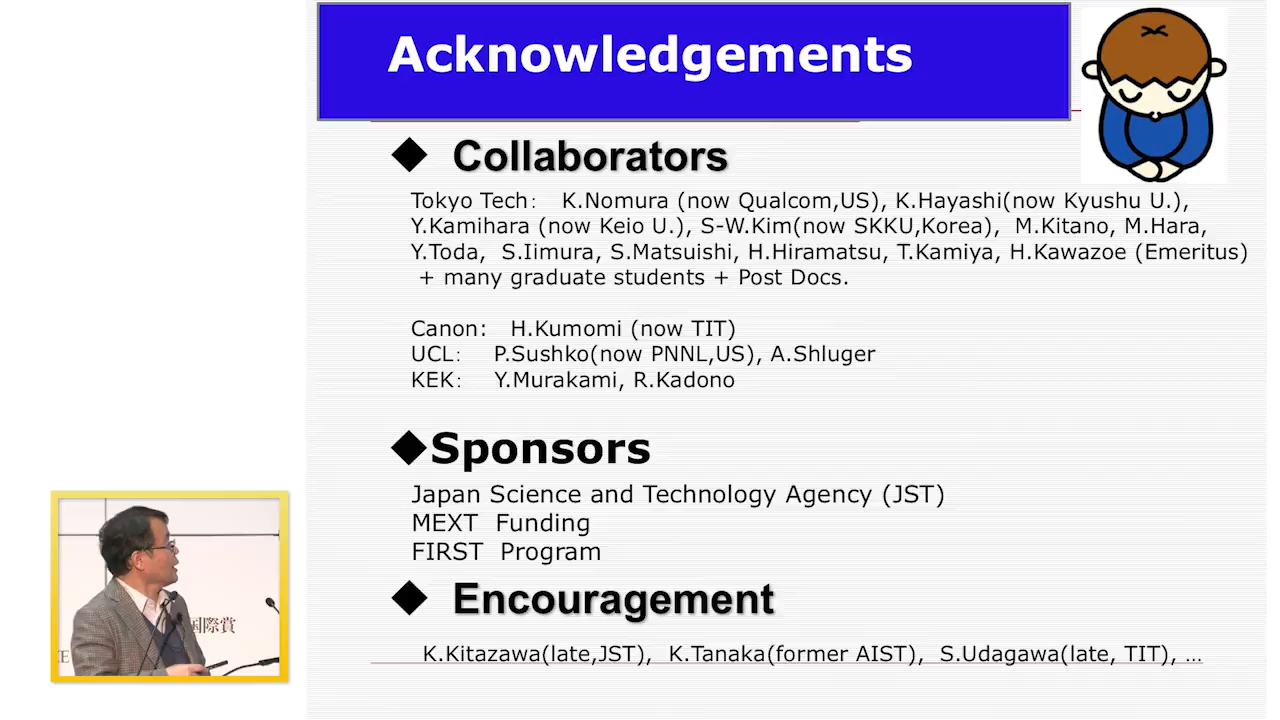 Acknowledgements
◆ Collaborators
Tokyo Tech: K.Nomura (now Qualcom,US), K.Hayashi(now Kyushu U.),
Y.Kamihara (now Keio U.), S-W.Kim(now SKKU,Korea), M.Kitano, M.Hara,
Y.Toda, S.Iimura, S.Matsuishi, H.Hiramatsu, T.Kamiya, H.Kawazoe (Emeritus)
+ many graduate students + Post Docs.
Canon: H.Kumomi (now TIT)
UCL: P.Sushko(now PNNL,US), A.Shluger
KEK: Y.Murakami, R.Kadono
◆Sponsors
Japan Science and Technology Agency (JST)
MEXT Funding
FIRST Program
◆ Encouragement
K.Kitazawa(late,JST), K.Tanaka(former AIST), S.Udagawa(late, TIT), …
国際賞